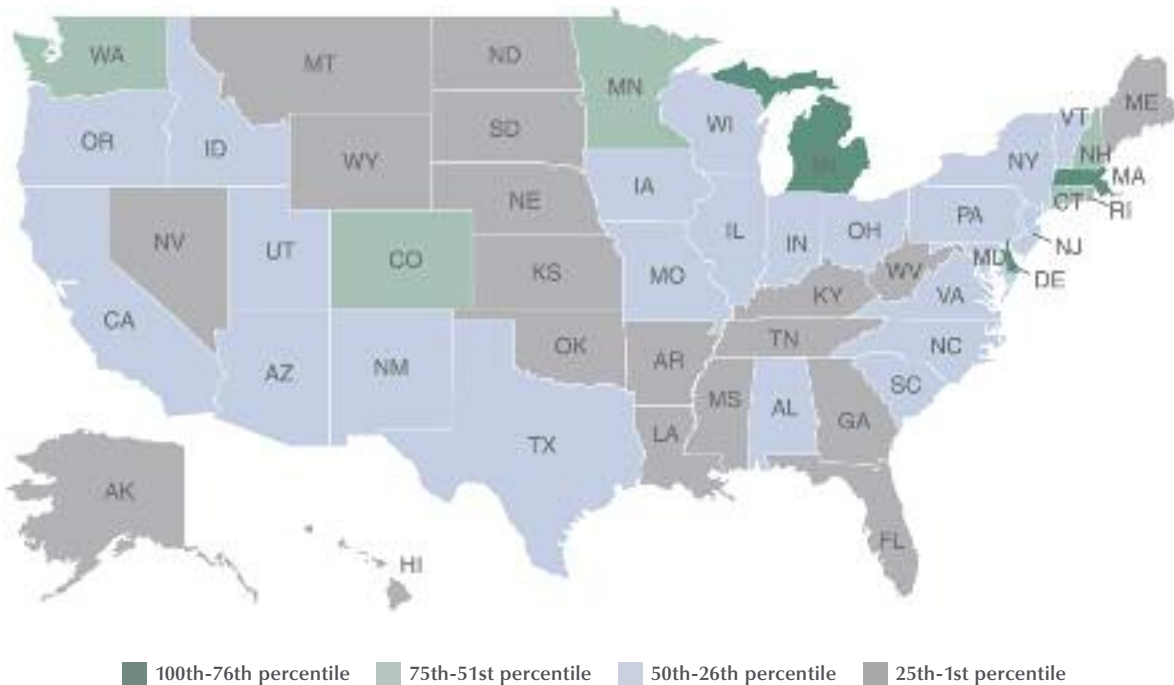 WA
MT
ND
MN
ME
VT
OR
ID
SD
WI
MI
NY
NH
WY
MA
IA
CT
RI
NE
PA
NV
UT
CO
IL
IN
OH
NJ
MD
KS
MO
WV
DE
KY
VA
CA
TN
NC
OK
AR
AZ
NM
SC
MS
AL
GA
LA
TX
AK
FL
HI
100th-76th percentile 75th-51st percentile 50th-26th percentile 25th-1st percentile